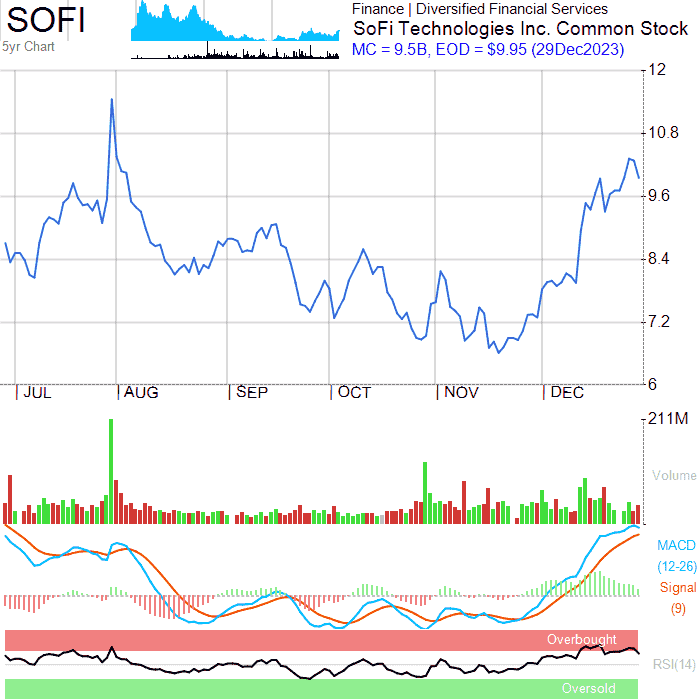 SOFI
5yr Chart
Finance | Diversified Financial Services
SoFi Technologies Inc. Common Stock
MC = 9.5B, EOD = $9.95 (29Dec2023)
12
10.8
9.6
8.4
7.2
6
JUL AUG SEP OCT NOV DEC
211M
Volume
MACD
(12-26)
Signal
(9)
Overbought
RSI(14)
Oversold